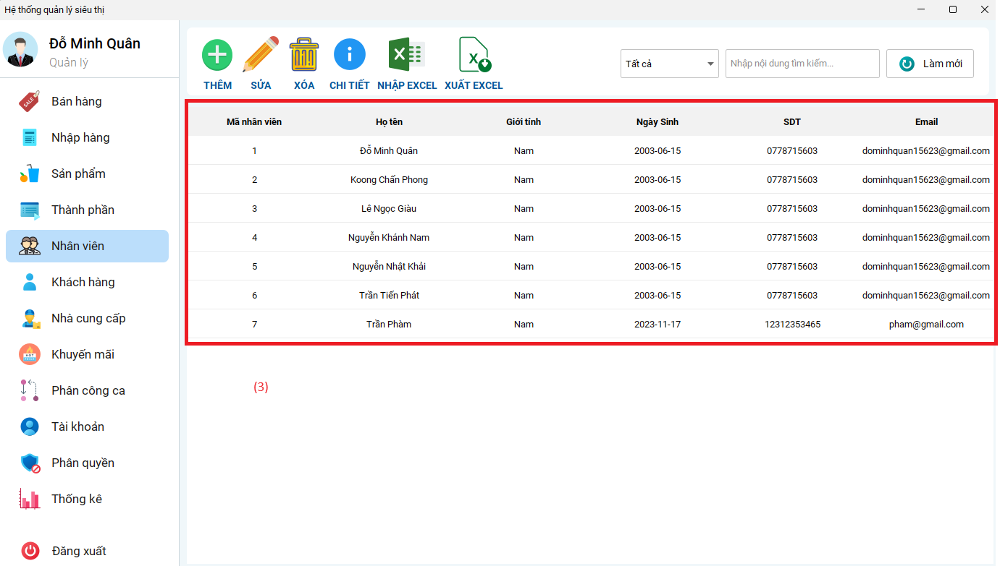 Hệ thống quản lý siêu thị
Đỗ Minh Quân
Quản lý
SALE
Bán hàng
Nhập hàng
Sản phẩm
Thành phần
Nhân viên
Khách hàng
Nhà cung cấp
HOT
PRICE
Khuyến mãi
Phân công ca
Tài khoản
Phân quyền
Thống kê
Đăng xuất
THÊM SỬA XÓA CHI TIẾT NHẬP EXCEL XUẤT EXCEL
Tất cả Nhập nội dung tìm kiếm... Làm mới
Mã nhân viên Họ tên Giới tính Ngày Sinh SDT Email
1 Đỗ Minh Quân Nam 2003-06-15 0778715603 dominhquan15623@gmail.com
2 Koong Chấn Phong Nam 2003-06-15 0778715603 dominhquan15623@gmail.com
3 Lê Ngọc Giàu Nam 2003-06-15 0778715603 dominhquan15623@gmail.com
4 Nguyễn Khánh Nam Nam 2003-06-15 0778715603 dominhquan15623@gmail.com
5 Nguyễn Nhật Khải Nam 2003-06-15 0778715603 dominhquan15623@gmail.com
6 Trần Tiến Phát Nam 2003-06-15 0778715603 dominhquan15623@gmail.com
7 Trần Phàm Nam 2023-11-17 12312353465 pham@gmail.com
(3)